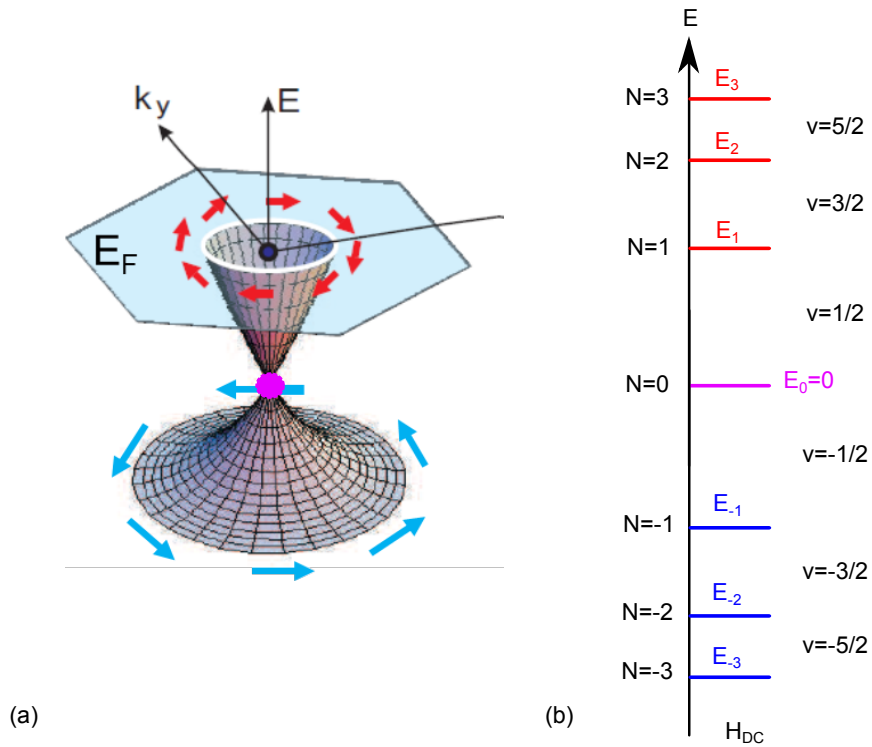 k_y
E
E_F
(a)
E
N=3
E_3
ν=5/2
N=2
E_2
ν=3/2
N=1
E_1
ν=1/2
N=0
E_0=0
ν=-1/2
N=-1
E_-1
ν=-3/2
N=-2
E_-2
ν=-5/2
N=-3
E_-3
(b)
H_DC